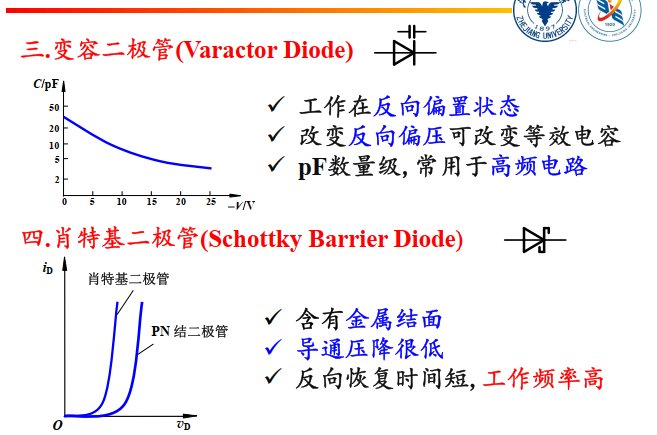 ZHEJIANG UNIVERSITY
1897
1920
三.变容二极管(Varactor Diode)
C/pF
50
20
10
5
2
0 5 10 15 20 25
-V/V
✓ 工作在反向偏置状态
✓ 改变反向偏压可改变等效电容
✓ pF数量级,常用于高频电路
四.肖特基二极管(Schottky Barrier Diode)
iD
肖特基二极管
PN 结二极管
O
vD
✓ 含有金属结面
✓ 导通压降很低
✓ 反向恢复时间短,工作频率高